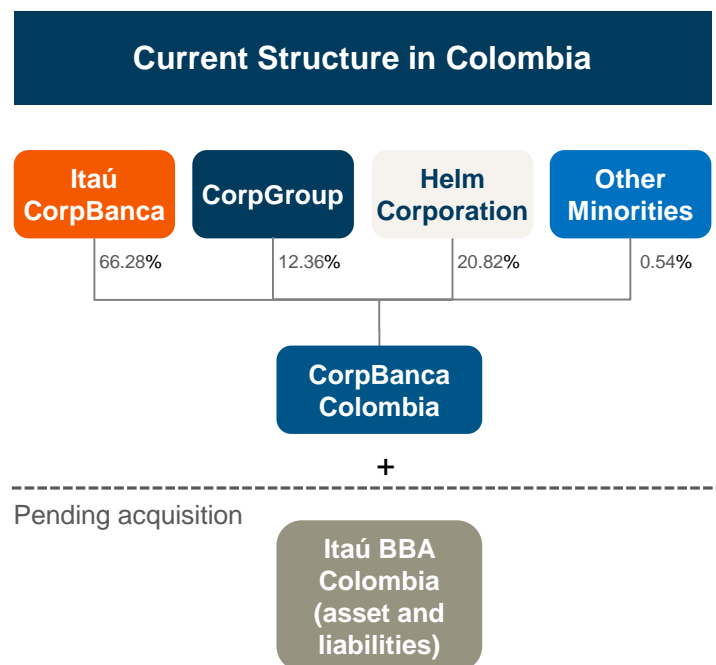 Current Structure in Colombia
Itaú
CorpBanca
CorpGroup
Helm
Corporation
Other
Minorities
66.28%
12.36%
20.82%
0.54%
CorpBanca
Colombia
+
Pending acquisition
Itaú BBA
Colombia
(asset and
liabilities)